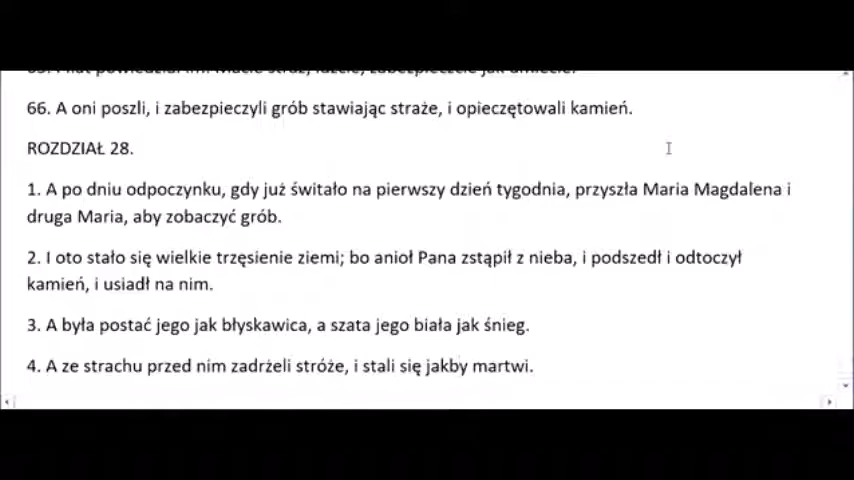 66. A oni poszli, i zabezpieczyli grób stawiając straże, i opieczętowali kamień.
ROZDZIAŁ 28.
1. A po dniu odpoczynku, gdy już świtało na pierwszy dzień tygodnia, przyszła Maria Magdalena i
druga Maria, aby zobaczyć grób.
2. I oto stało się wielkie trzęsienie ziemi; bo anioł Pana zstąpił z nieba, i podszedł i odtoczył
kamień, i usiadł na nim.
3. A była postać jego jak błyskawica, a szata jego biała jak śnieg.
4. A ze strachu przed nim zadrżeli stróże, i stali się jakby martwi.